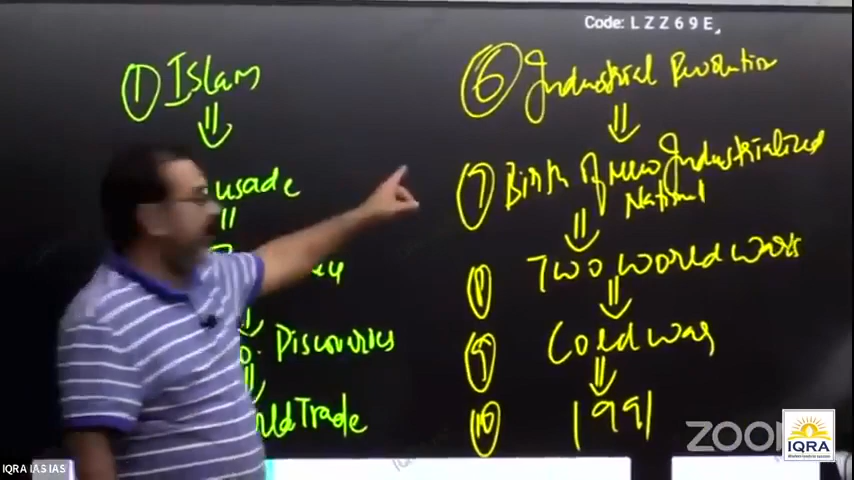 Code: LZZ69E,
① Islam
usade
o. Discoveries
ldTrade
⑥ Industrial Revolution
⑦ Birth of New Industrialized
National
⑧ Two world wars
⑨ Cold war
⑩ 1991
zoom
IQRA
IQRA IAS IAS